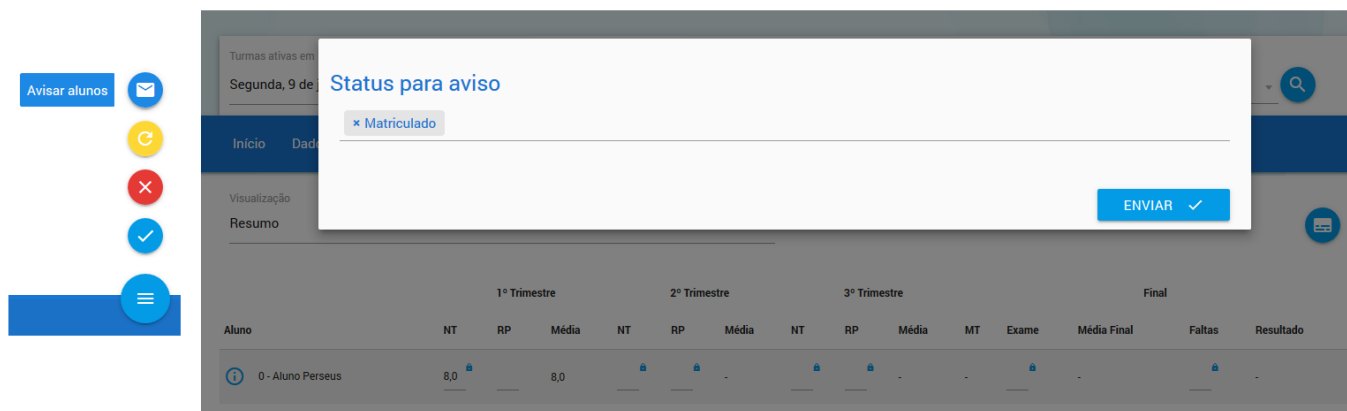 Avisar alunos
Turmas ativas em
Segunda, 9 de j
Status para aviso
× Matriculado
Início Dado
ENVIAR
Visualização
Resumo
1º Trimestre 2º Trimestre 3º Trimestre Final
Aluno NT RP Média NT RP Média NT RP Média MT Exame Média Final Faltas Resultado
0 - Aluno Perseus 8,0 8,0 - - - - -